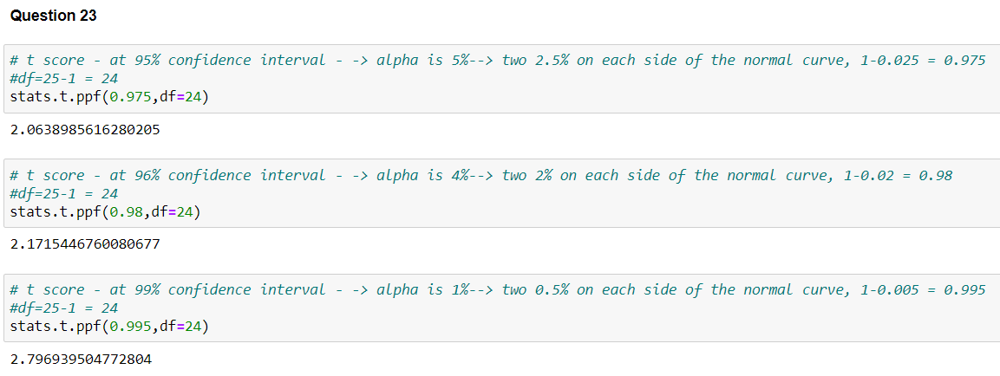 Question 23
# t score - at 95% confidence interval - -> alpha is 5%--> two 2.5% on each side of the normal curve, 1-0.025 = 0.975
#df=25-1 = 24
stats.t.ppf(0.975,df=24)
2.0638985616280205
# t score - at 96% confidence interval - -> alpha is 4%--> two 2% on each side of the normal curve, 1-0.02 = 0.98
#df=25-1 = 24
stats.t.ppf(0.98,df=24)
2.1715446760080677
# t score - at 99% confidence interval - -> alpha is 1%--> two 0.5% on each side of the normal curve, 1-0.005 = 0.995
#df=25-1 = 24
stats.t.ppf(0.995,df=24)
2.796939504772804